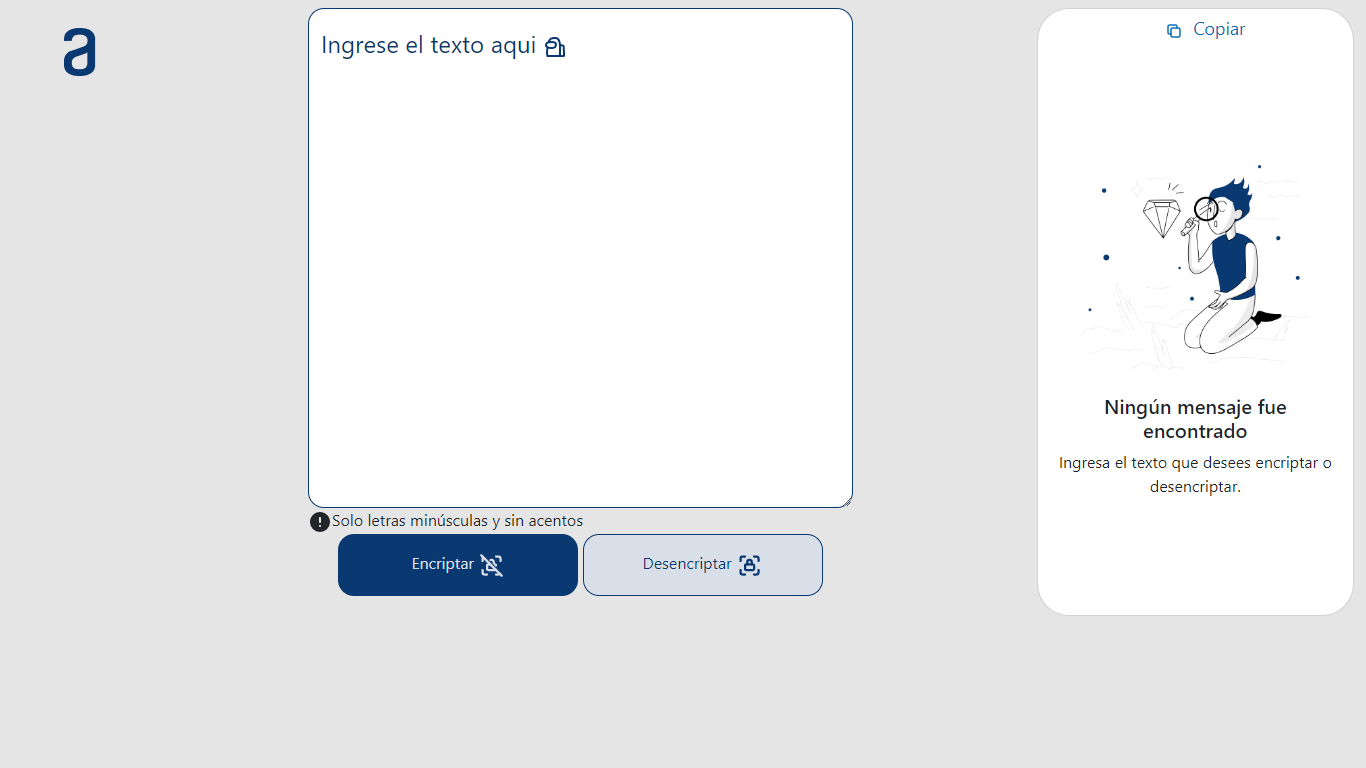 a
Ingrese el texto aqui
Solo letras minúsculas y sin acentos
Encriptar
Desencriptar
Copiar
Ningún mensaje fue
encontrado
Ingresa el texto que desees encriptar o
desencriptar.